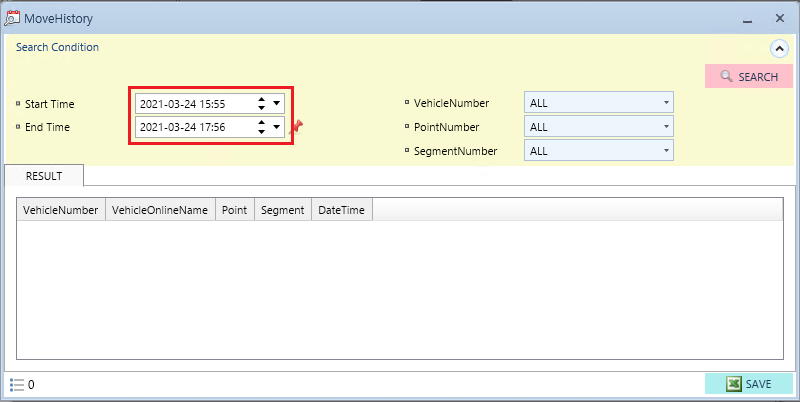 MoveHistory
Search Condition
SEARCH
Start Time 2021-03-24 15:55 VehicleNumber ALL
End Time 2021-03-24 17:56 PointNumber ALL
SegmentNumber ALL
RESULT
VehicleNumber VehicleOnlineName Point Segment DateTime
0 SAVE